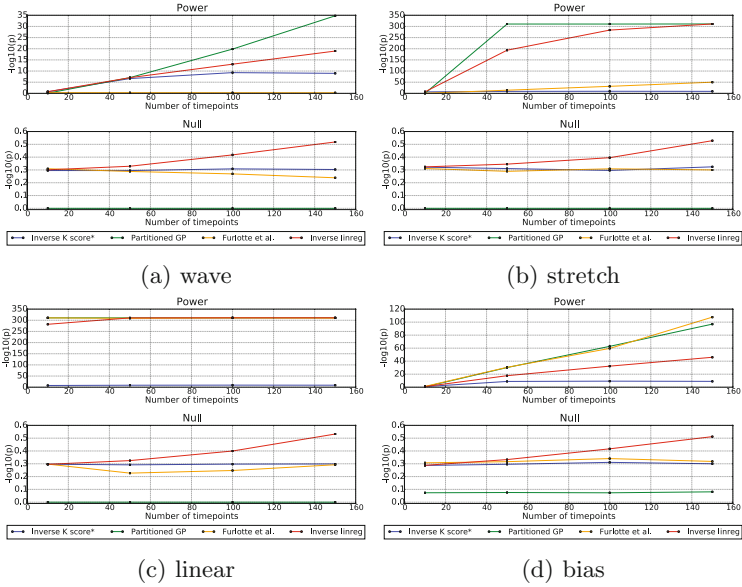 Power
Power
-log10(p)
35
30
25
20
15
10
5
0
0 20 40 60 80 100 120 140 160
Number of timepoints
-log10(p)
350
300
250
200
150
100
50
0
0 20 40 60 80 100 120 140 160
Number of timepoints
Null
Null
-log10(p)
0.6
0.5
0.4
0.3
0.2
0.1
0.0
0 20 40 60 80 100 120 140 160
Number of timepoints
-log10(p)
0.6
0.5
0.4
0.3
0.2
0.1
0.0
0 20 40 60 80 100 120 140 160
Number of timepoints
Inverse K score* Partitioned GP Furlotte et al. Inverse linreg
Inverse K score* Partitioned GP Furlotte et al. Inverse linreg
(a) wave
(b) stretch
Power
Power
-log10(p)
350
300
250
200
150
100
50
0
0 20 40 60 80 100 120 140 160
Number of timepoints
-log10(p)
120
100
80
60
40
20
0
0 20 40 60 80 100 120 140 160
Number of timepoints
Null
Null
-log10(p)
0.6
0.5
0.4
0.3
0.2
0.1
0.0
0 20 40 60 80 100 120 140 160
Number of timepoints
-log10(p)
0.6
0.5
0.4
0.3
0.2
0.1
0.0
0 20 40 60 80 100 120 140 160
Number of timepoints
Inverse K score* Partitioned GP Furlotte et al. Inverse linreg
Inverse K score* Partitioned GP Furlotte et al. Inverse linreg
(c) linear
(d) bias